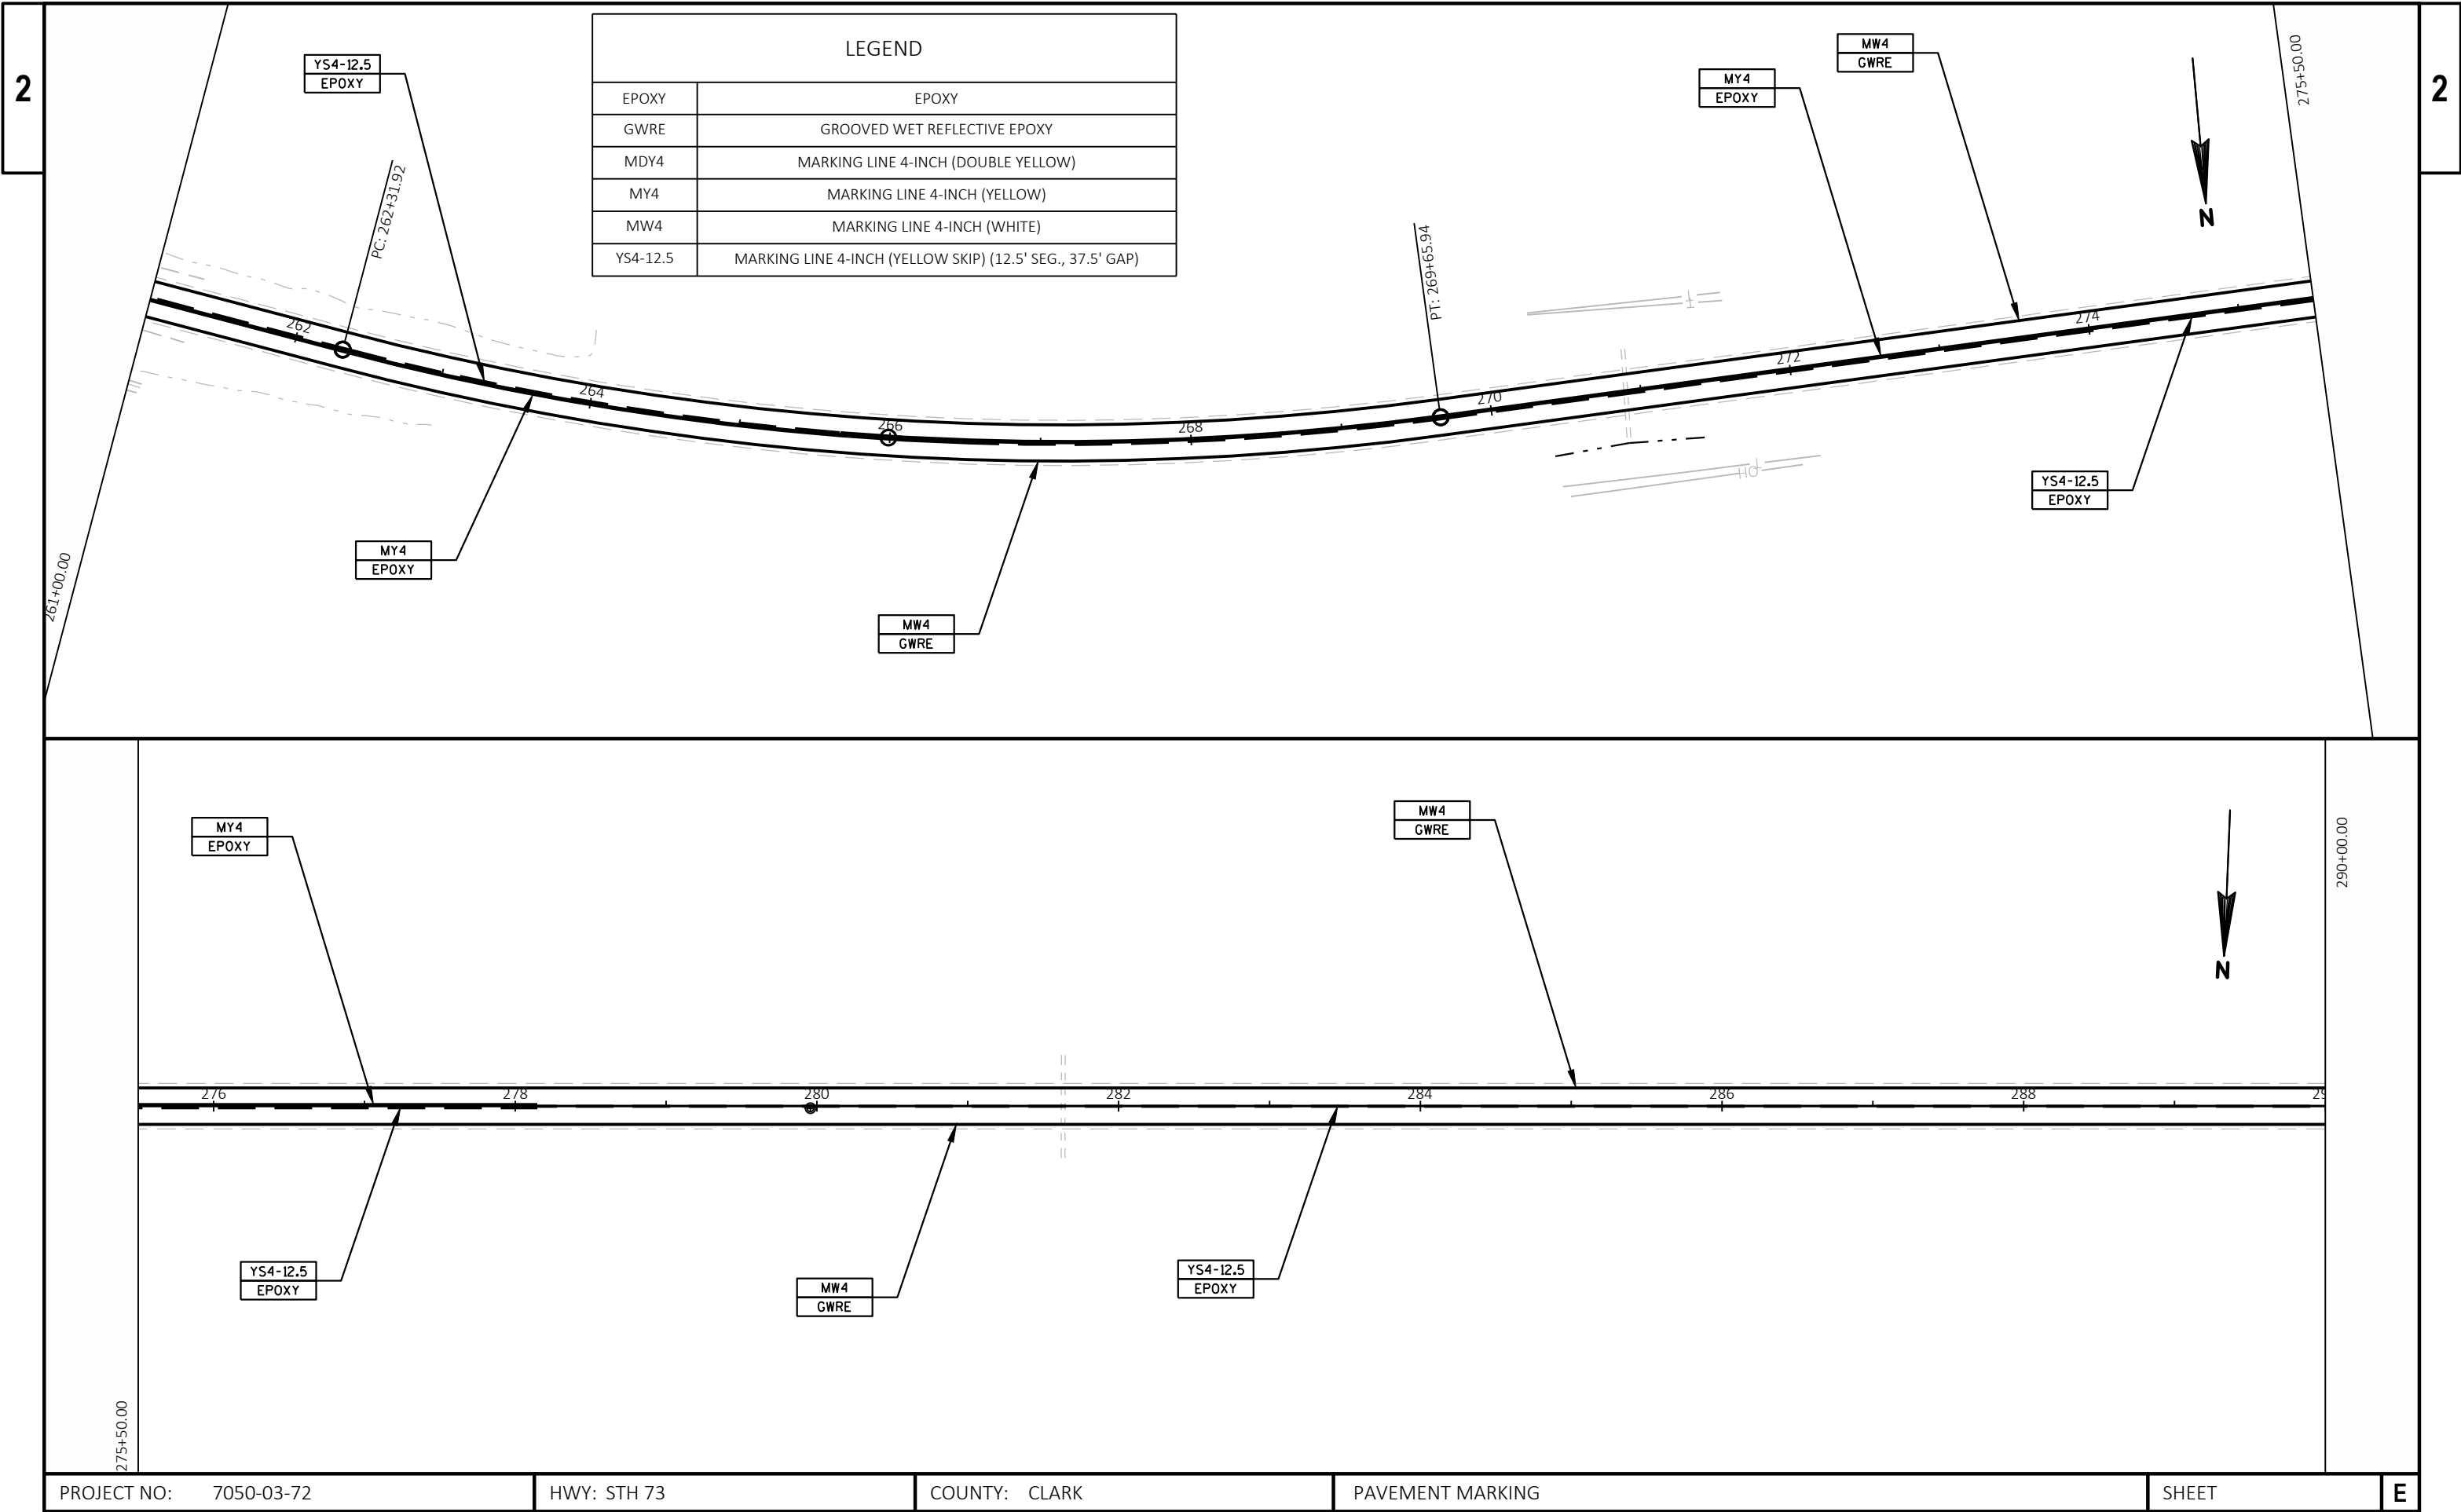 2
2
LEGEND
EPOXY EPOXY
GWRE GROOVED WET REFLECTIVE EPOXY
MDY4 MARKING LINE 4-INCH (DOUBLE YELLOW)
MY4 MARKING LINE 4-INCH (YELLOW)
MW4 MARKING LINE 4-INCH (WHITE)
YS4-12.5 MARKING LINE 4-INCH (YELLOW SKIP) (12.5' SEG., 37.5' GAP)
YS4-12.5
EPOXY
MW4
GWRE
MY4
EPOXY
275+50.00
N
PC: 262+31.92
PT: 269+65.94
262
264
266
268
270
272
274
261+00.00
MY4
EPOXY
MW4
GWRE
YS4-12.5
EPOXY
OH
MY4
EPOXY
MW4
GWRE
290+00.00
N
276
278
280
282
284
286
288
29
YS4-12.5
EPOXY
MW4
GWRE
YS4-12.5
EPOXY
275+50.00
PROJECT NO: 7050-03-72
HWY: STH 73
COUNTY: CLARK
PAVEMENT MARKING
SHEET
E